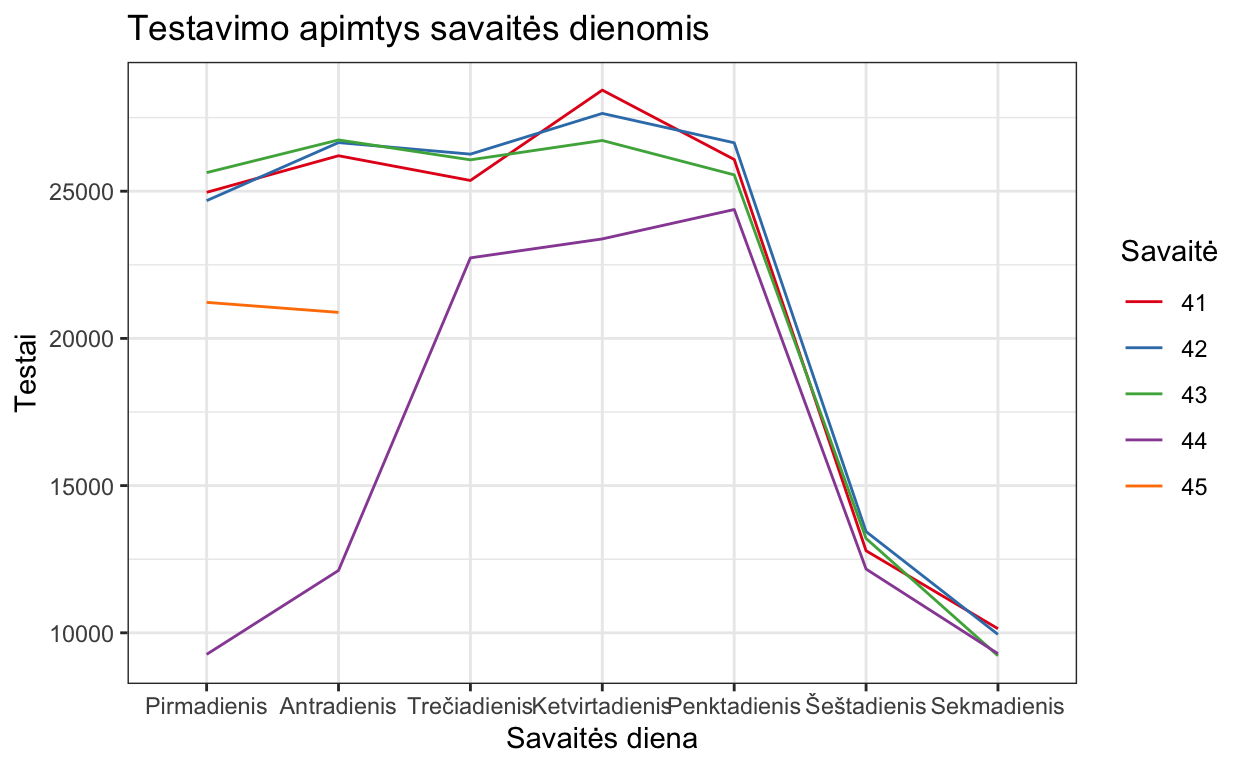 Testavimo apimtys savaitės dienomis
Testai
25000
20000
15000
10000
Pirmadienis Antradienis Trečiadienis Ketvirtadienis Penktadienis Šeštadienis Sekmadienis
Savaitės diena
Savaitė
41
42
43
44
45